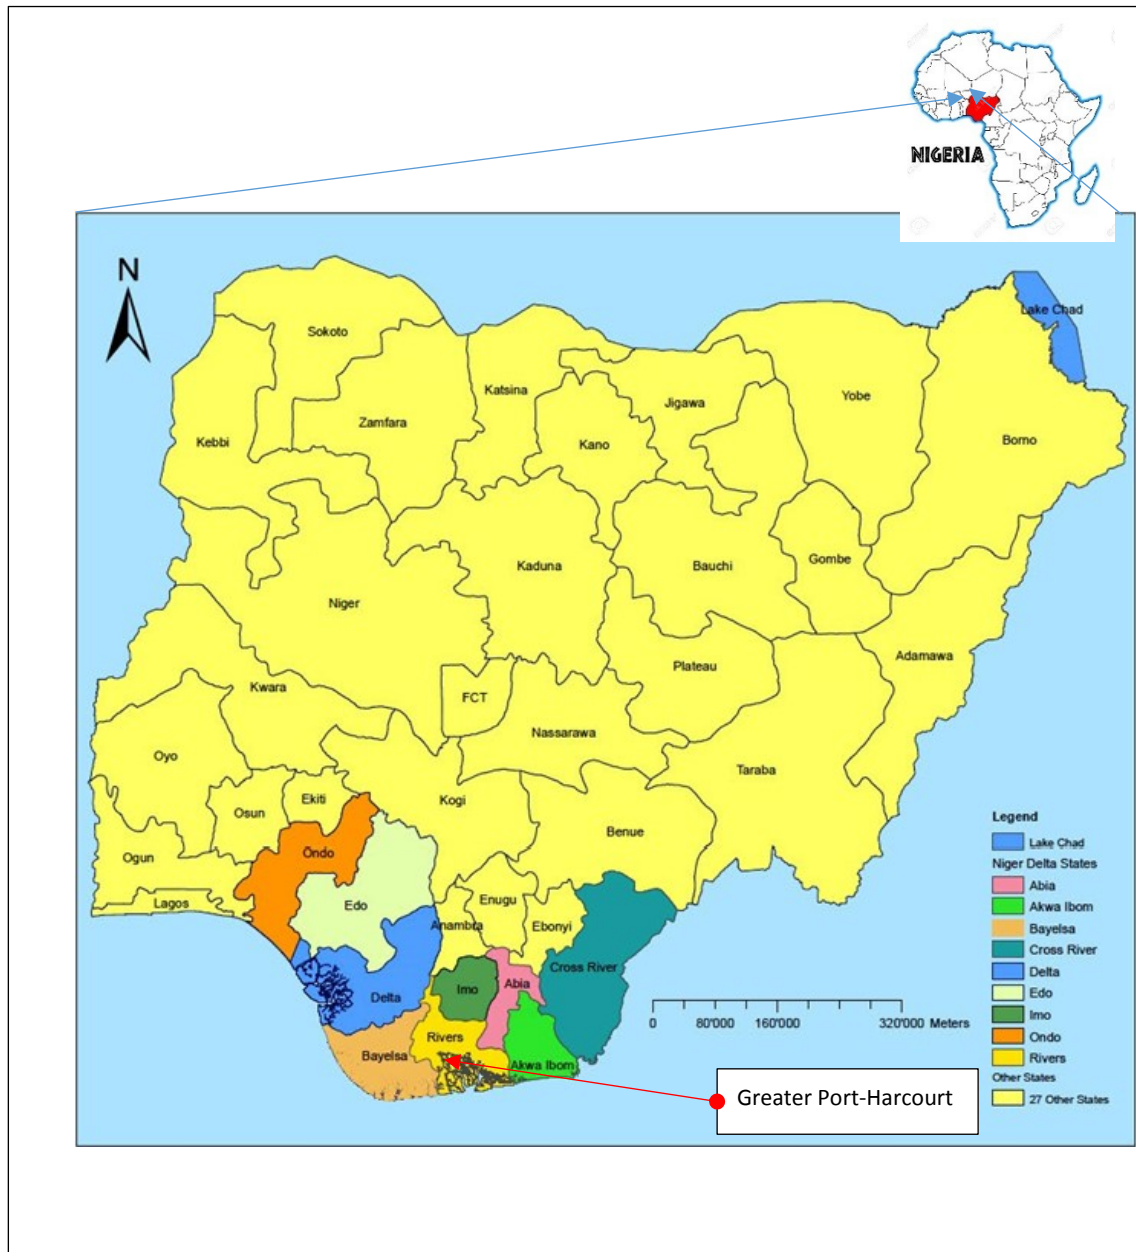 NIGERIA
N
Lake Chad
Sokoto
Katsina
Jigawa
Yobe
Zamfara
Kebbi
Kano
Borno
Kaduna
Bauchi
Gombe
Niger
Plateau
Adamawa
Kwara
FCT
Nassarawa
Oyo
Taraba
Ekiti
Osun
Kogi
Benue
Ogun
Ondo
Edo
Enugu
Lagos
Anambra
Ebonyi
Cross River
Abia
Imo
Delta
Rivers
Bayelsa
Akwa Ibom
0 80'000 160'000 320'000 Meters
Greater Port-Harcourt
Legend
Lake Chad
Niger Delta States
Abia
Akwa Ibom
Bayelsa
Cross River
Delta
Edo
Imo
Ondo
Rivers
Other States
27 Other States